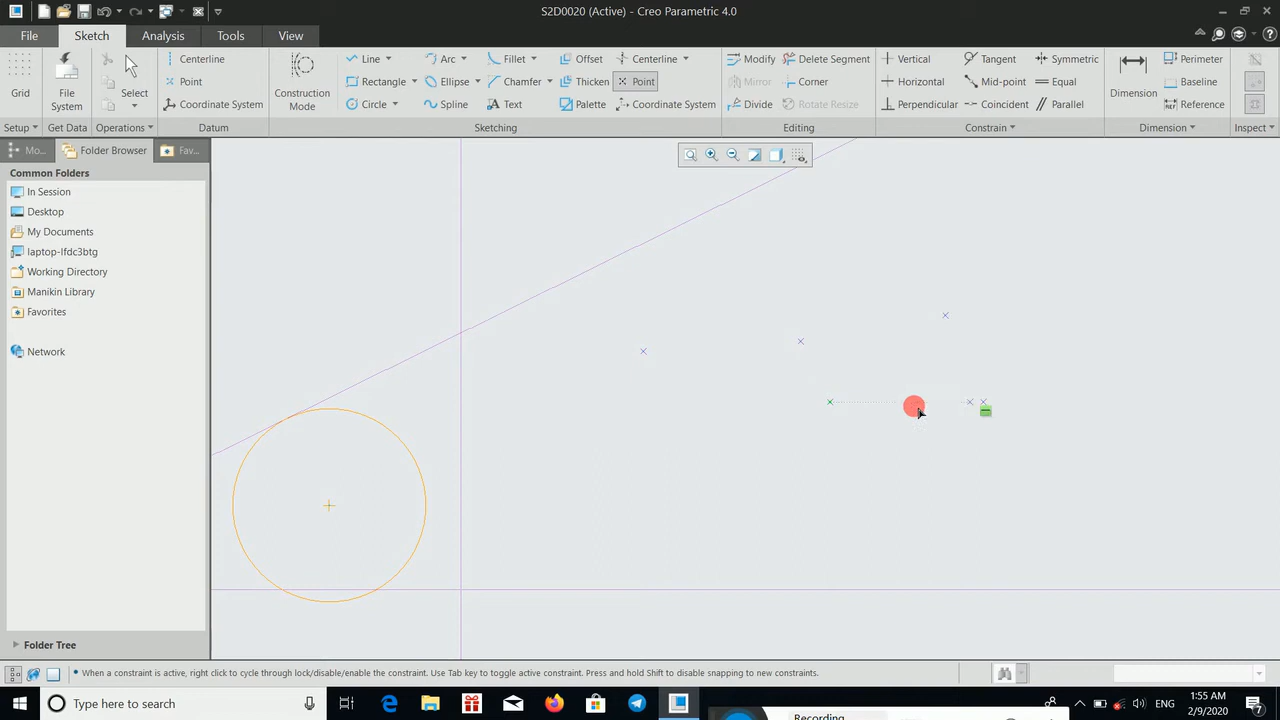 S2D0020 (Active) - Creo Parametric 4.0
File Sketch Analysis Tools View
Grid
File System
Select
Centerline
Point
Coordinate System
Construction Mode
Line Arc Fillet Offset Centerline
Rectangle Ellipse Chamfer Thicken Point
Circle Spline Text Palette Coordinate System
Modify Delete Segment
Mirror Corner
Divide Rotate Resize
Vertical Tangent Symmetric
Horizontal Mid-point Equal
Perpendicular Coincident Parallel
Dimension
Perimeter
Baseline
Reference
Setup Get Data Operations Datum Sketching Editing Constrain Dimension Inspect
Mo... Folder Browser Fav...
Common Folders
In Session
Desktop
My Documents
laptop-lfdc3btg
Working Directory
Manikin Library
Favorites
Network
Folder Tree
• When a constraint is active, right click to cycle through lock/disable/enable the constraint. Use Tab key to toggle active constraint. Press and hold Shift to disable snapping to new constraints.
Type here to search
Recording
ENG
1:55 AM
2/9/2020
2